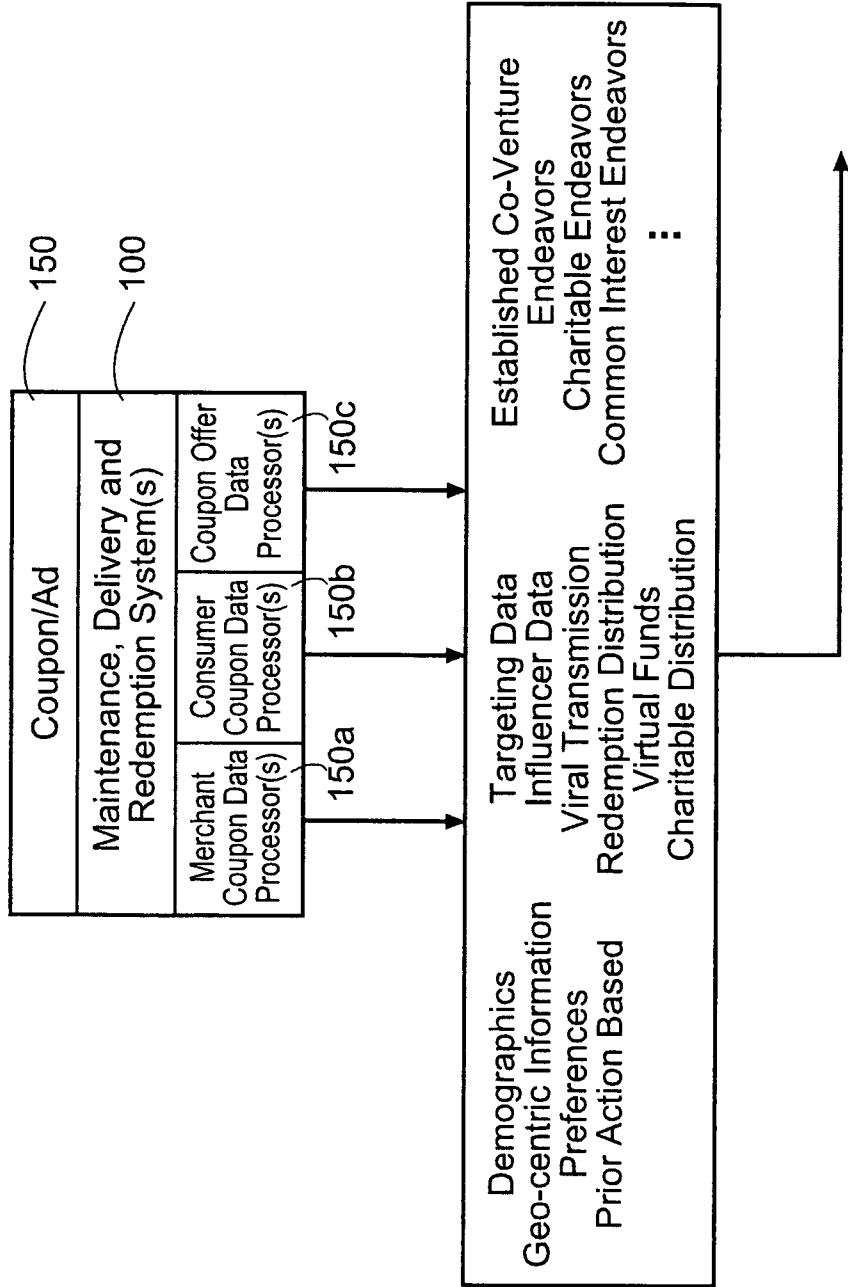 Coupon/Ad
150
Maintenance, Delivery and
Redemption System(s)
100
Merchant
Coupon Data
Processor(s)
150a
Consumer
Coupon Data
Processor(s)
150b
Coupon Offer
Data
Processor(s)
150c
Demographics
Geo-centric Information
Preferences
Prior Action Based
Targeting Data
Influencer Data
Viral Transmission
Redemption Distribution
Virtual Funds
Charitable Distribution
Established Co-Venture
Endeavors
Charitable Endeavors
Common Interest Endeavors
⋮